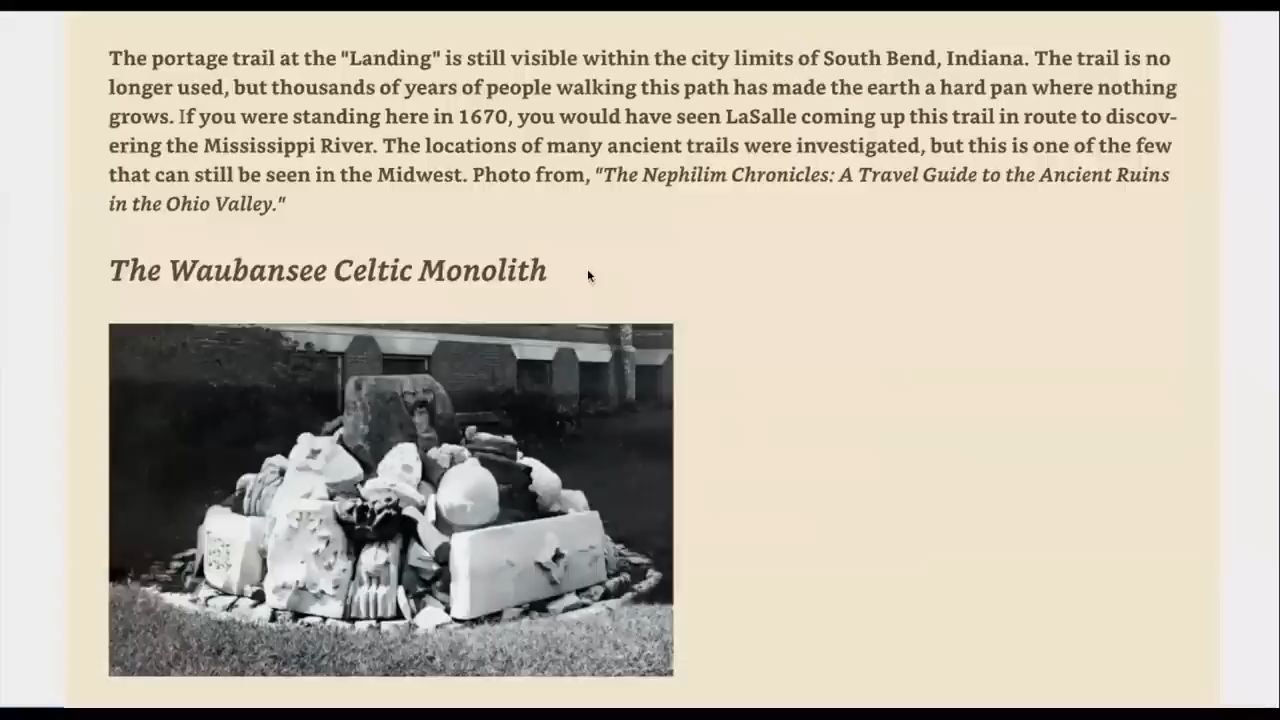 The portage trail at the "Landing" is still visible within the city limits of South Bend, Indiana. The trail is no
longer used, but thousands of years of people walking this path has made the earth a hard pan where nothing
grows. If you were standing here in 1670, you would have seen LaSalle coming up this trail in route to discov-
ering the Mississippi River. The locations of many ancient trails were investigated, but this is one of the few
that can still be seen in the Midwest. Photo from, "The Nephilim Chronicles: A Travel Guide to the Ancient Ruins
in the Ohio Valley."
The Waubansee Celtic Monolith